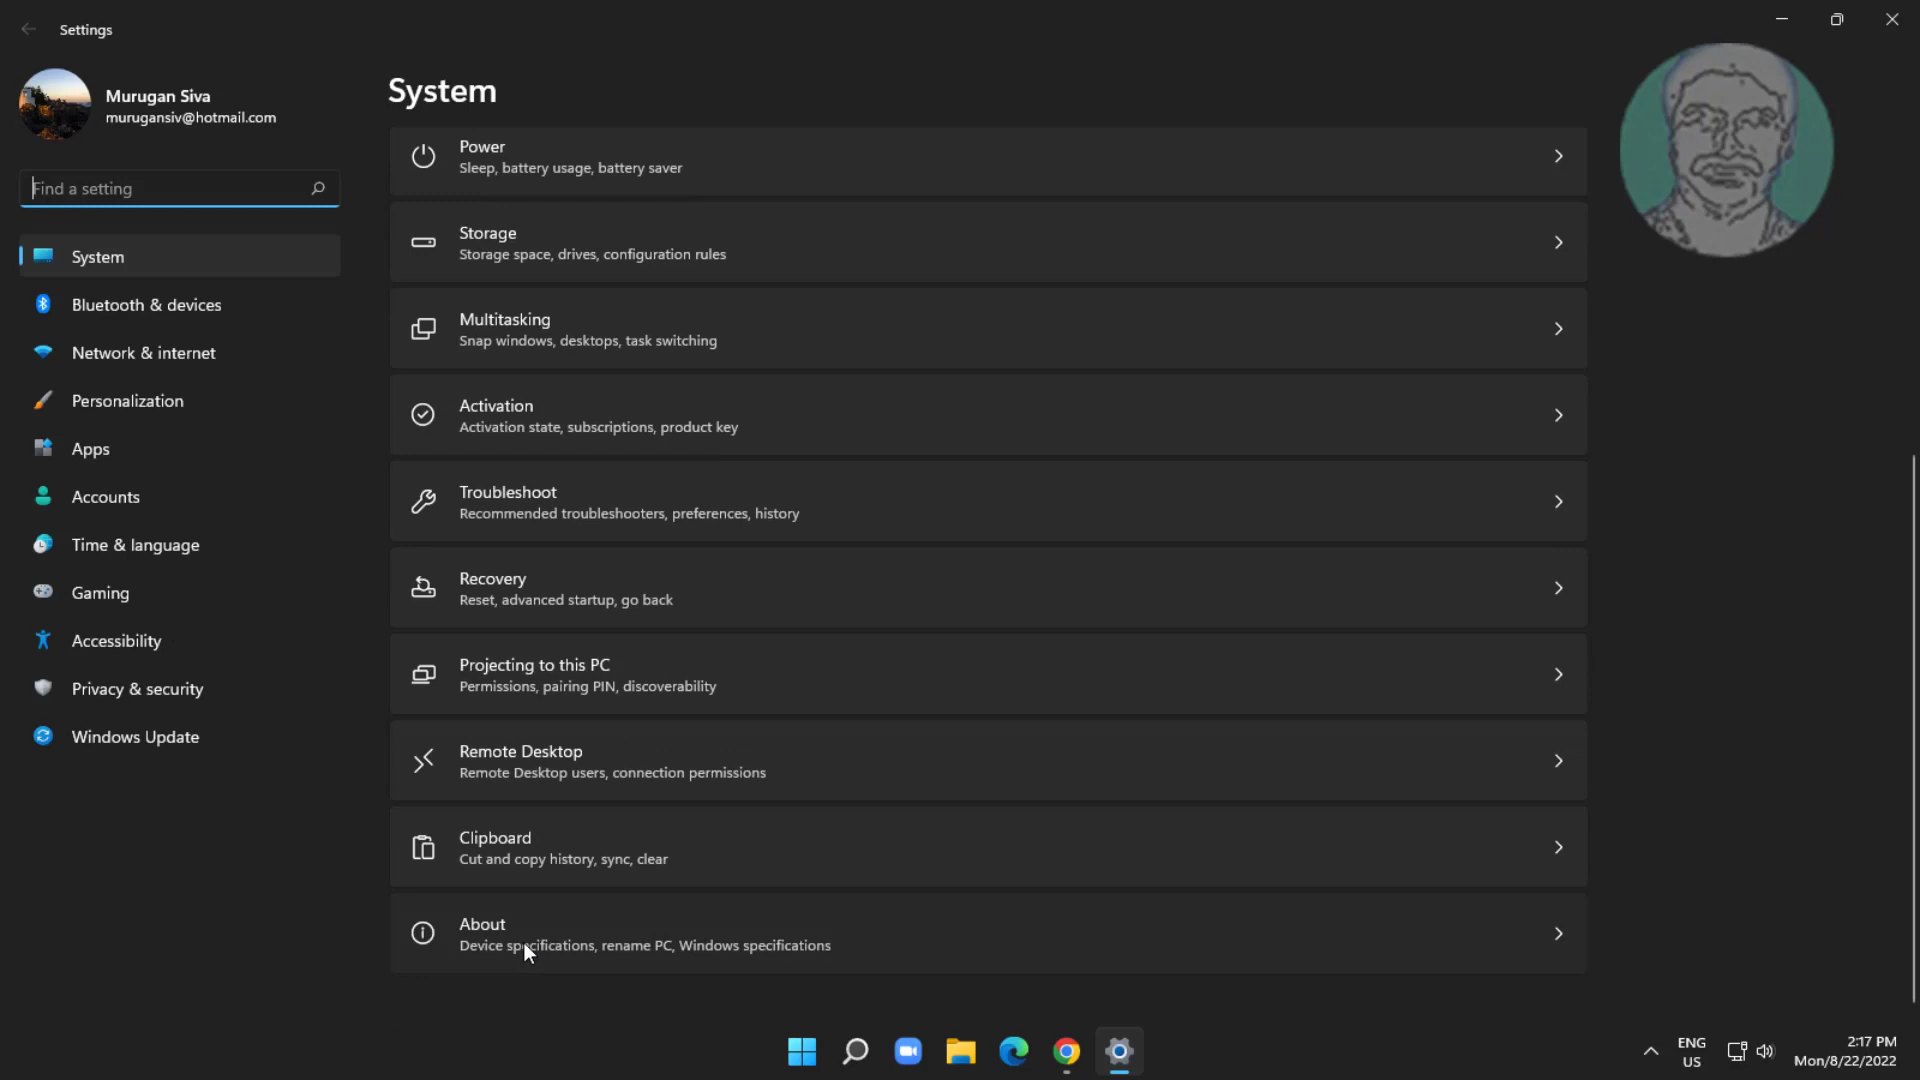 Settings
Murugan Siva
murugansiv@hotmail.com
Find a setting
System
Bluetooth & devices
Network & internet
Personalization
Apps
Accounts
Time & language
Gaming
Accessibility
Privacy & security
Windows Update
System
Power
Sleep, battery usage, battery saver
Storage
Storage space, drives, configuration rules
Multitasking
Snap windows, desktops, task switching
Activation
Activation state, subscriptions, product key
Troubleshoot
Recommended troubleshooters, preferences, history
Recovery
Reset, advanced startup, go back
Projecting to this PC
Permissions, pairing PIN, discoverability
Remote Desktop
Remote Desktop users, connection permissions
Clipboard
Cut and copy history, sync, clear
About
Device specifications, rename PC, Windows specifications
ENG
US
2:17 PM
Mon/8/22/2022